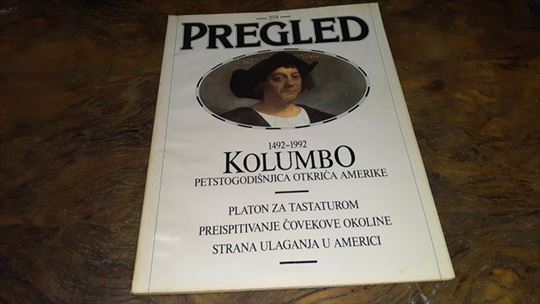 259
PREGLED
1492-1992
KOLUMBO
PETSTOGODIŠNJICA OTKRIĆA AMERIKE
PLATON ZA TASTATUROM
PREISPITIVANJE ČOVEKOVE OKOLINE
STRANA ULAGANJA U AMERICI